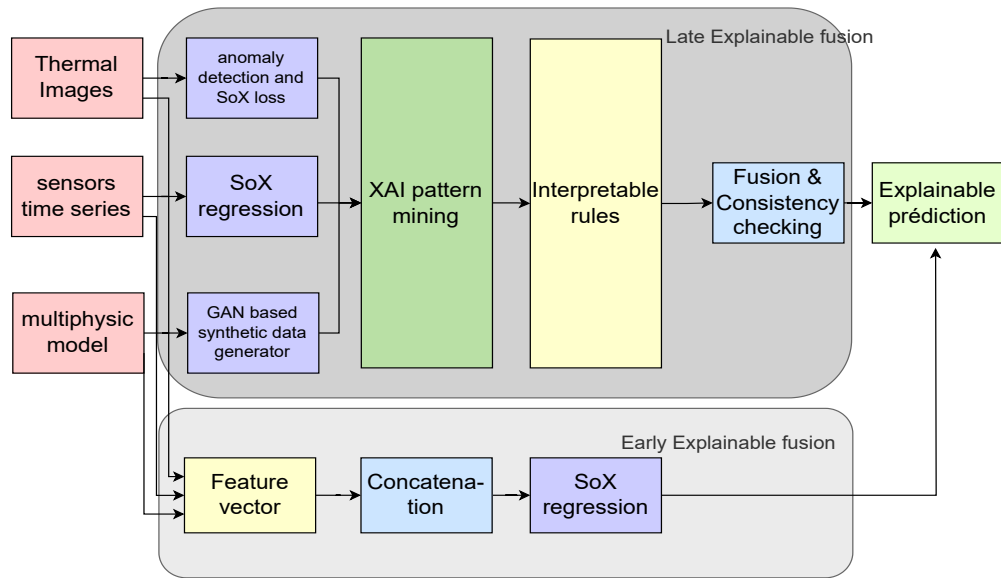 Late Explainable fusion
Thermal
Images
anomaly
detection and
SoX loss
sensors
time series
SoX
regression
multiphysic
model
GAN based
synthetic data
generator
XAI pattern
mining
Interpretable
rules
Fusion &
Consistency
checking
Explainable
prédiction
Early Explainable fusion
Feature
vector
Concatena-
tion
SoX
regression